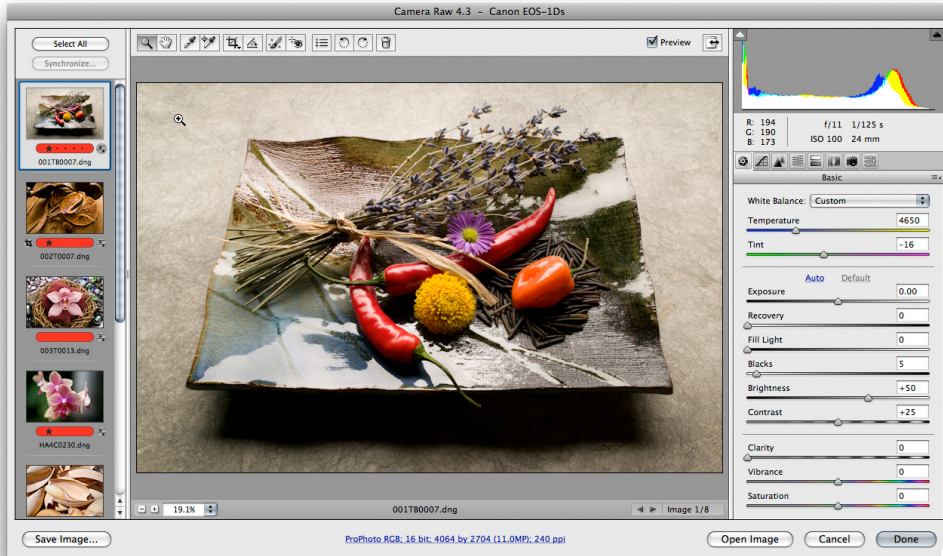 Camera Raw 4.3 – Canon EOS-1Ds
Select All
Synchronize...
Preview
001TB0007.dng
002T0007.dng
003T0013.dng
HA4C0230.dng
R: 194
G: 190
B: 173
f/11 1/125 s
ISO 100 24 mm
Basic
White Balance: Custom
Temperature 4650
Tint -16
Auto Default
Exposure 0.00
Recovery 0
Fill Light 0
Blacks 5
Brightness +50
Contrast +25
Clarity 0
Vibrance 0
Saturation 0
19.1% 001TB0007.dng Image 1/8
Save Image... ProPhoto RGB; 16 bit; 4064 by 2704 (11.0MP); 240 ppi Open Image Cancel Done